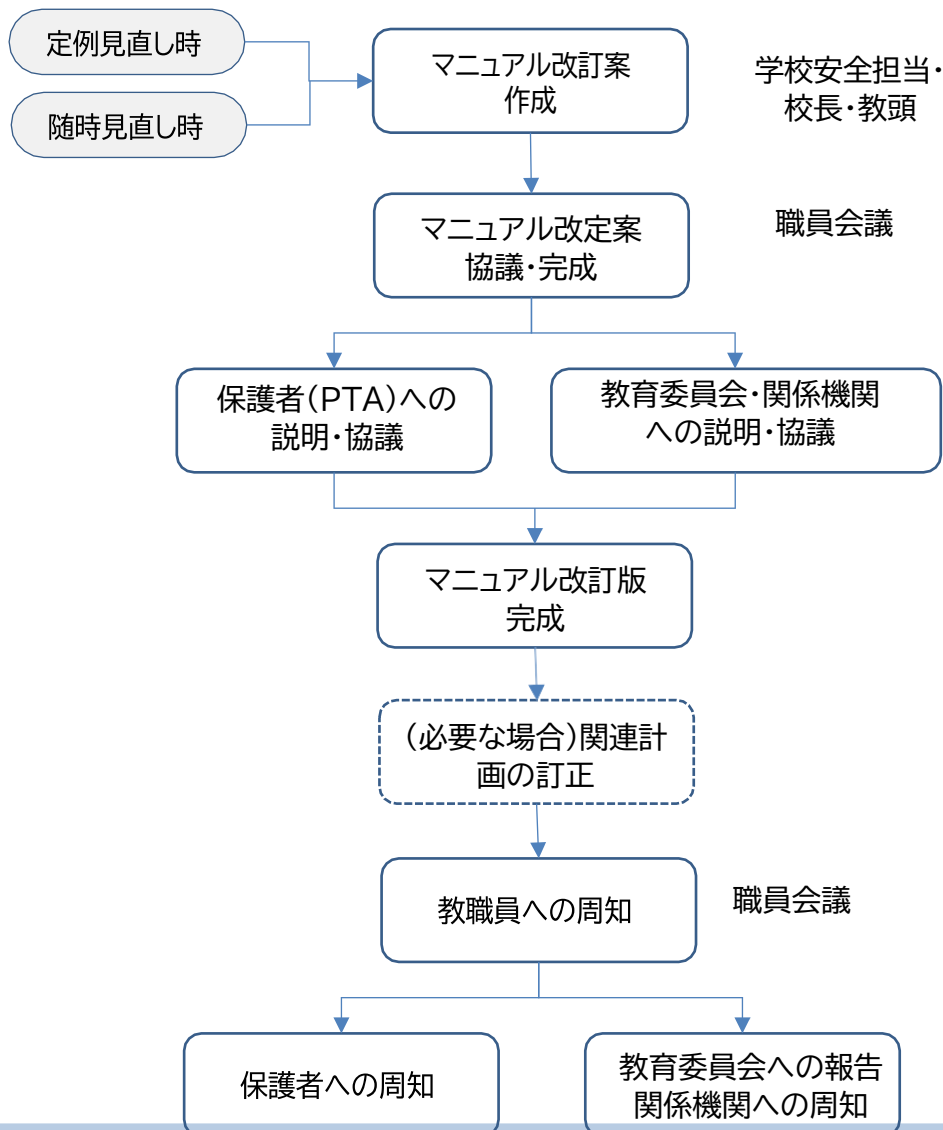 定例見直し時
随時見直し時
マニュアル改訂案
作成
学校安全担当・
校長・教頭
マニュアル改定案
協議・完成
職員会議
保護者(PTA)への
説明・協議
教育委員会・関係機関
への説明・協議
マニュアル改訂版
完成
(必要な場合)関連計
画の訂正
教職員への周知
職員会議
保護者への周知
教育委員会への報告
関係機関への周知